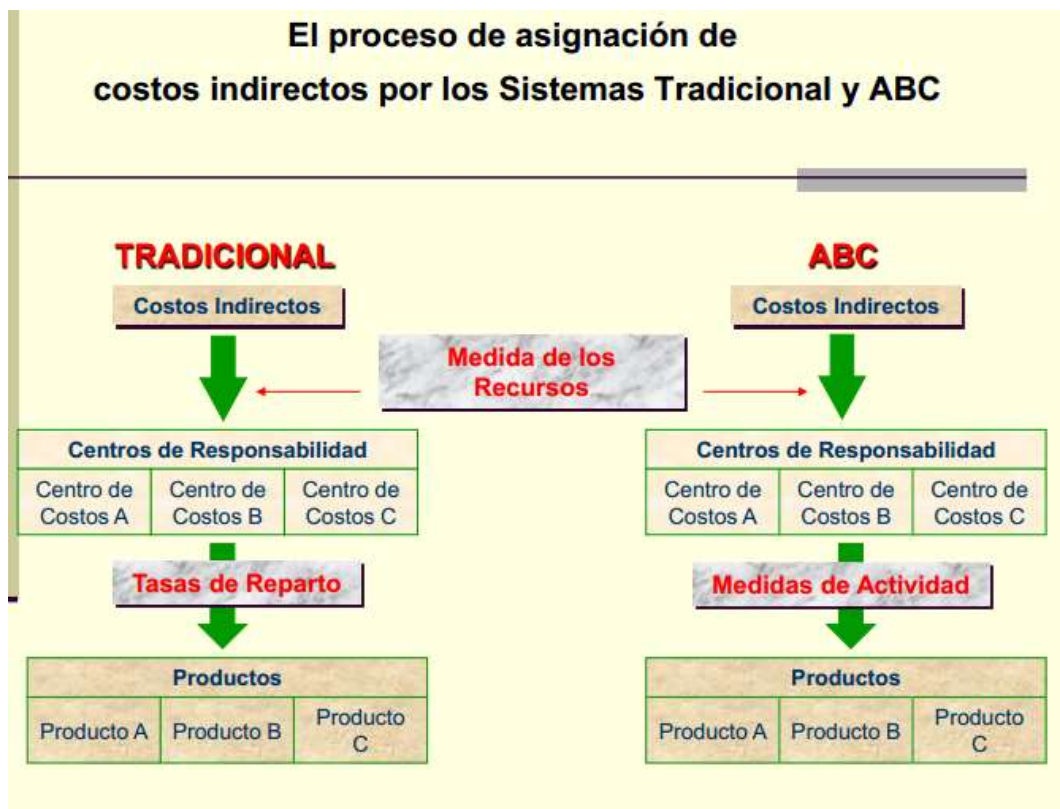 El proceso de asignación de
costos indirectos por los Sistemas Tradicional y ABC
TRADICIONAL
Costos Indirectos
ABC
Costos Indirectos
Medida de los
Recursos
Centros de Responsabilidad
Centro de
Costos A
Centro de
Costos B
Centro de
Costos C
Centros de Responsabilidad
Centro de
Costos A
Centro de
Costos B
Centro de
Costos C
Tasas de Reparto
Medidas de Actividad
Productos
Producto A
Producto B
Producto
C
Productos
Producto A
Producto B
Producto
C